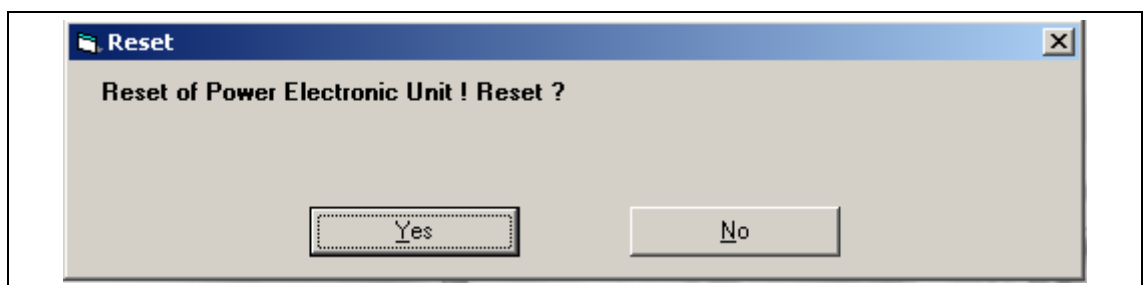 Reset
Reset of Power Electronic Unit ! Reset ?
Yes No